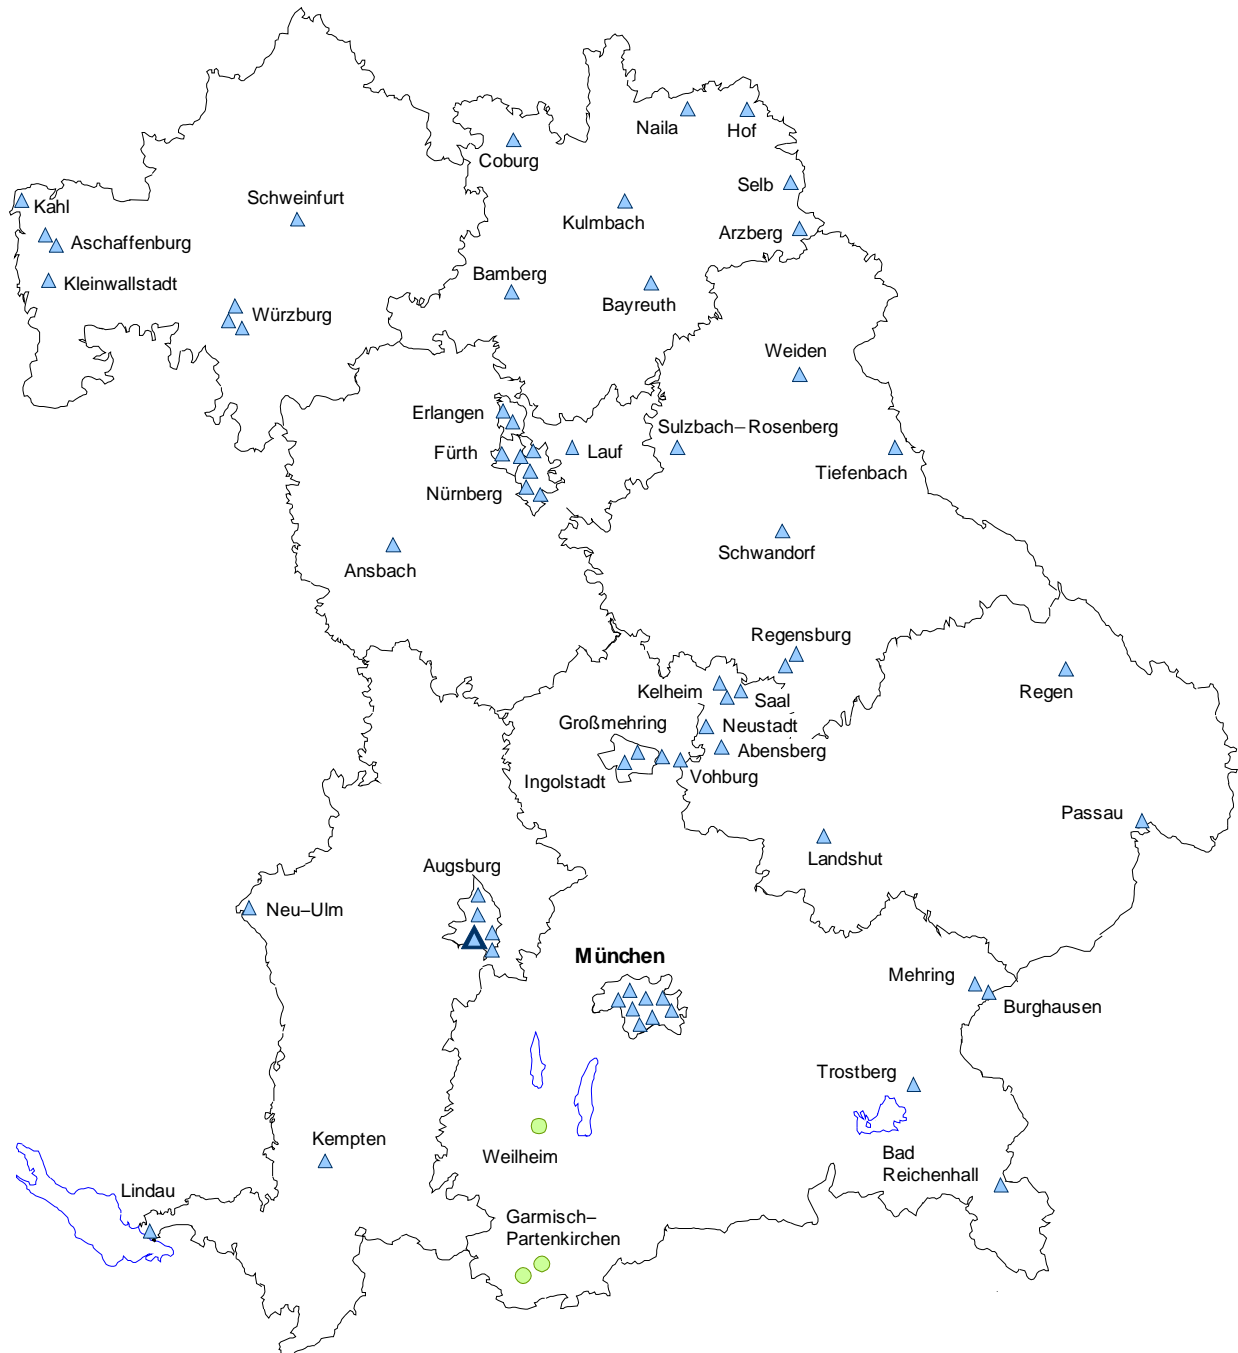 Naila
Hof
Coburg
Selb
Schweinfurt
Kahl
Kulmbach
Arzberg
Aschaffenburg
Bamberg
Kleinwallstadt
Bayreuth
Würzburg
Weiden
Erlangen
Sulzbach–Rosenberg
Fürth
Lauf
Tiefenbach
Nürnberg
Schwandorf
Ansbach
Regensburg
Kelheim
Saal
Regen
Großmehring
Neustadt
Abensberg
Ingolstadt
Vohburg
Passau
Landshut
Augsburg
Neu–Ulm
München
Mehring
Burghausen
Trostberg
Kempten
Weilheim
Bad
Reichenhall
Lindau
Garmisch–
Partenkirchen